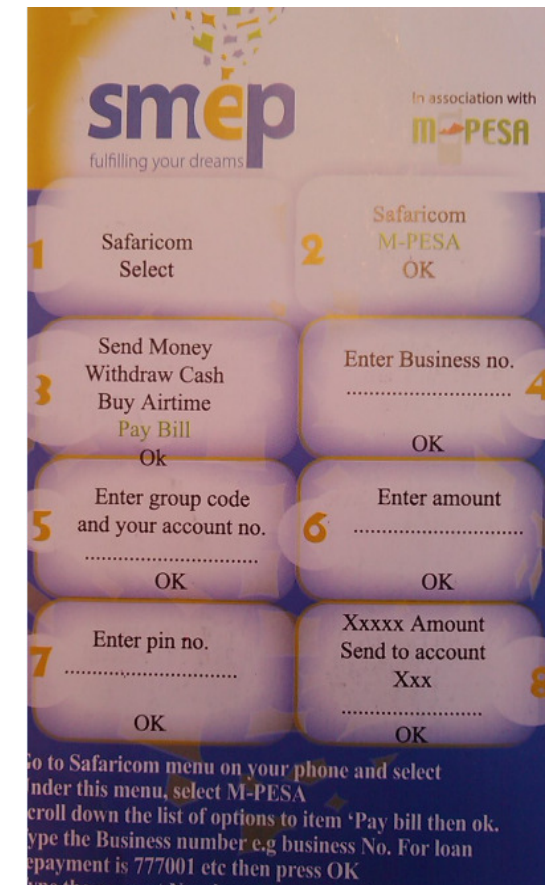 smep
fulfilling your dreams
In association with
M-PESA
1
Safaricom
Select
2
Safaricom
M-PESA
OK
3
Send Money
Withdraw Cash
Buy Airtime
Pay Bill
Ok
Enter Business no.
4
..............................
OK
5
Enter group code
and your account no.
..............................
OK
6
Enter amount
..............................
OK
7
Enter pin no.
..............................
OK
Xxxxx Amount
Send to account
Xxx
8
....................
OK
to Safaricom menu on your phone and select
this menu, select M-PESA
down the list of options to item ‘Pay bill then ok.
the Business number e.g business No. For loan
is 777001 etc then press OK